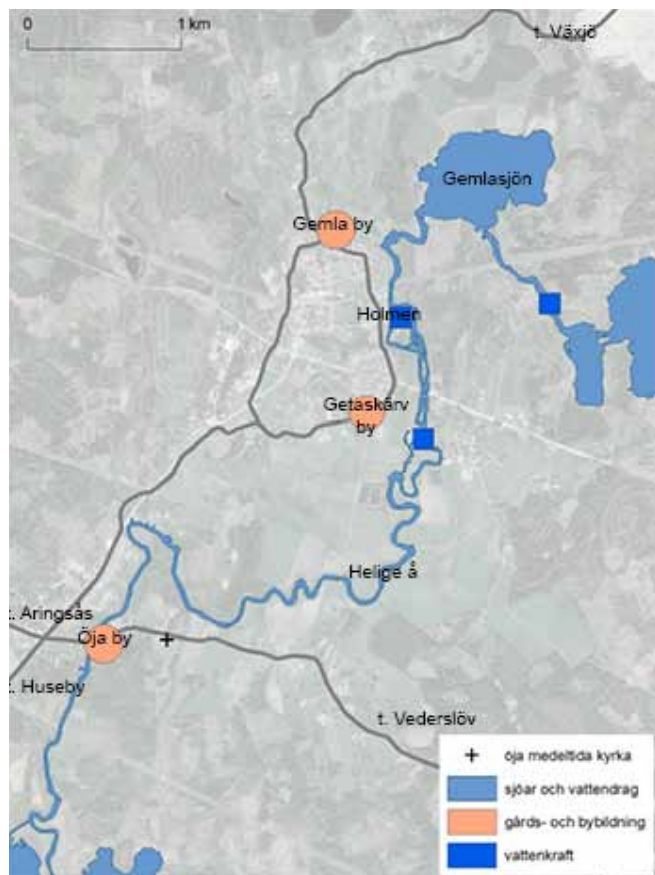 0 1 km
t. Växjö
Gemlasjön
Gemla by
Holmen
Getaskärv
by
Helige å
t. Aringsås
Öja by
t. Huseby
t. Vederslöv
öja medeltida kyrka
sjöar och vattendrag
gårds- och bybildning
vattenkraft